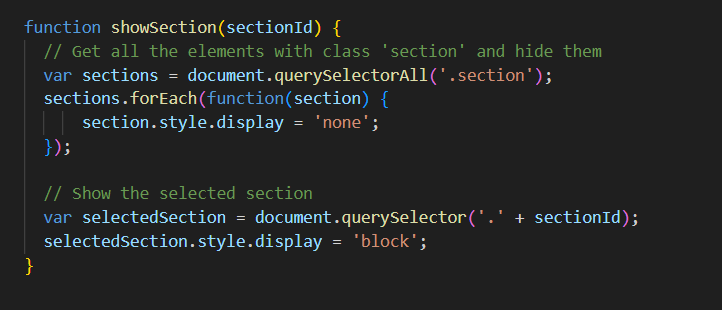 function showSection(sectionId) {
  // Get all the elements with class 'section' and hide them
  var sections = document.querySelectorAll('.section');
  sections.forEach(function(section) {
      section.style.display = 'none';
  });

  // Show the selected section
  var selectedSection = document.querySelector('.' + sectionId);
  selectedSection.style.display = 'block';
}